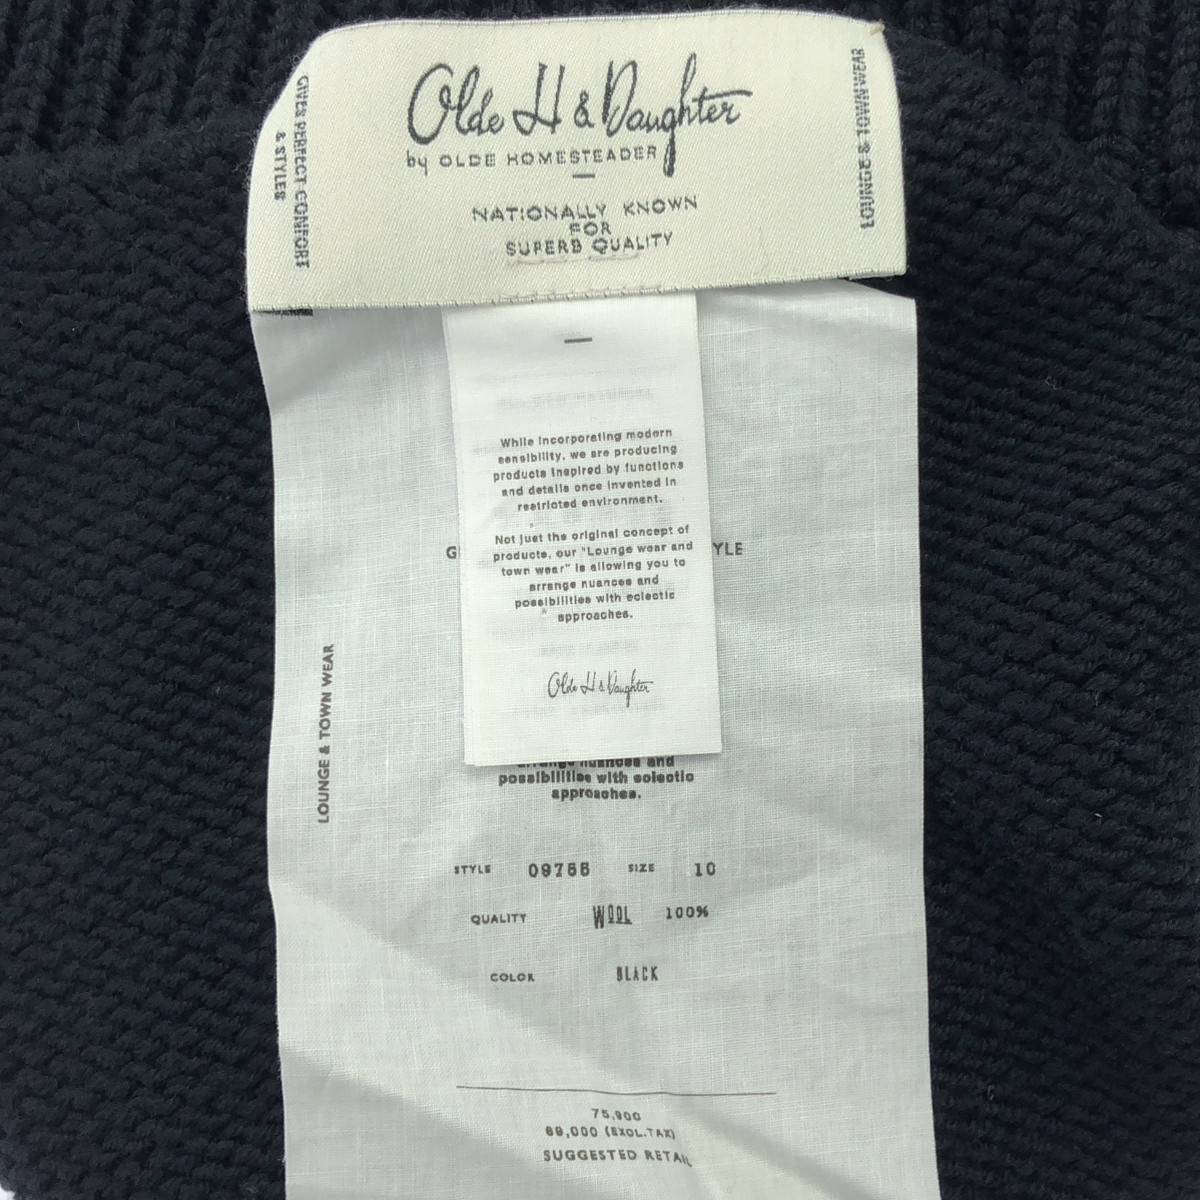 Olde H & Daughter
by OLDE HOMESTEADER
NATIONALLY KNOWN
FOR
SUPERB QUALITY
GIVES PERFECT COMFORT
& STYLES
LOUNGE & TOWN WEAR
While incorporating modern
sensibility, we are producing
products inspired by functions
and details once invented in
restricted environment.
Not just the original concept of
products, our "Lounge wear and
town wear" is allowing you to
arrange nuances and
possibilities with eclectic
approaches.
Olde H & Daughter
G
YLE
LOUNGE & TOWN WEAR
arrange nuances and
possibilities with eclectic
approaches.
STYLE SIZE 10
QUALITY WOOL 100%
COLOR BLACK
75,900
69,000 (EXCL.TAX)
SUGGESTED RETAIL